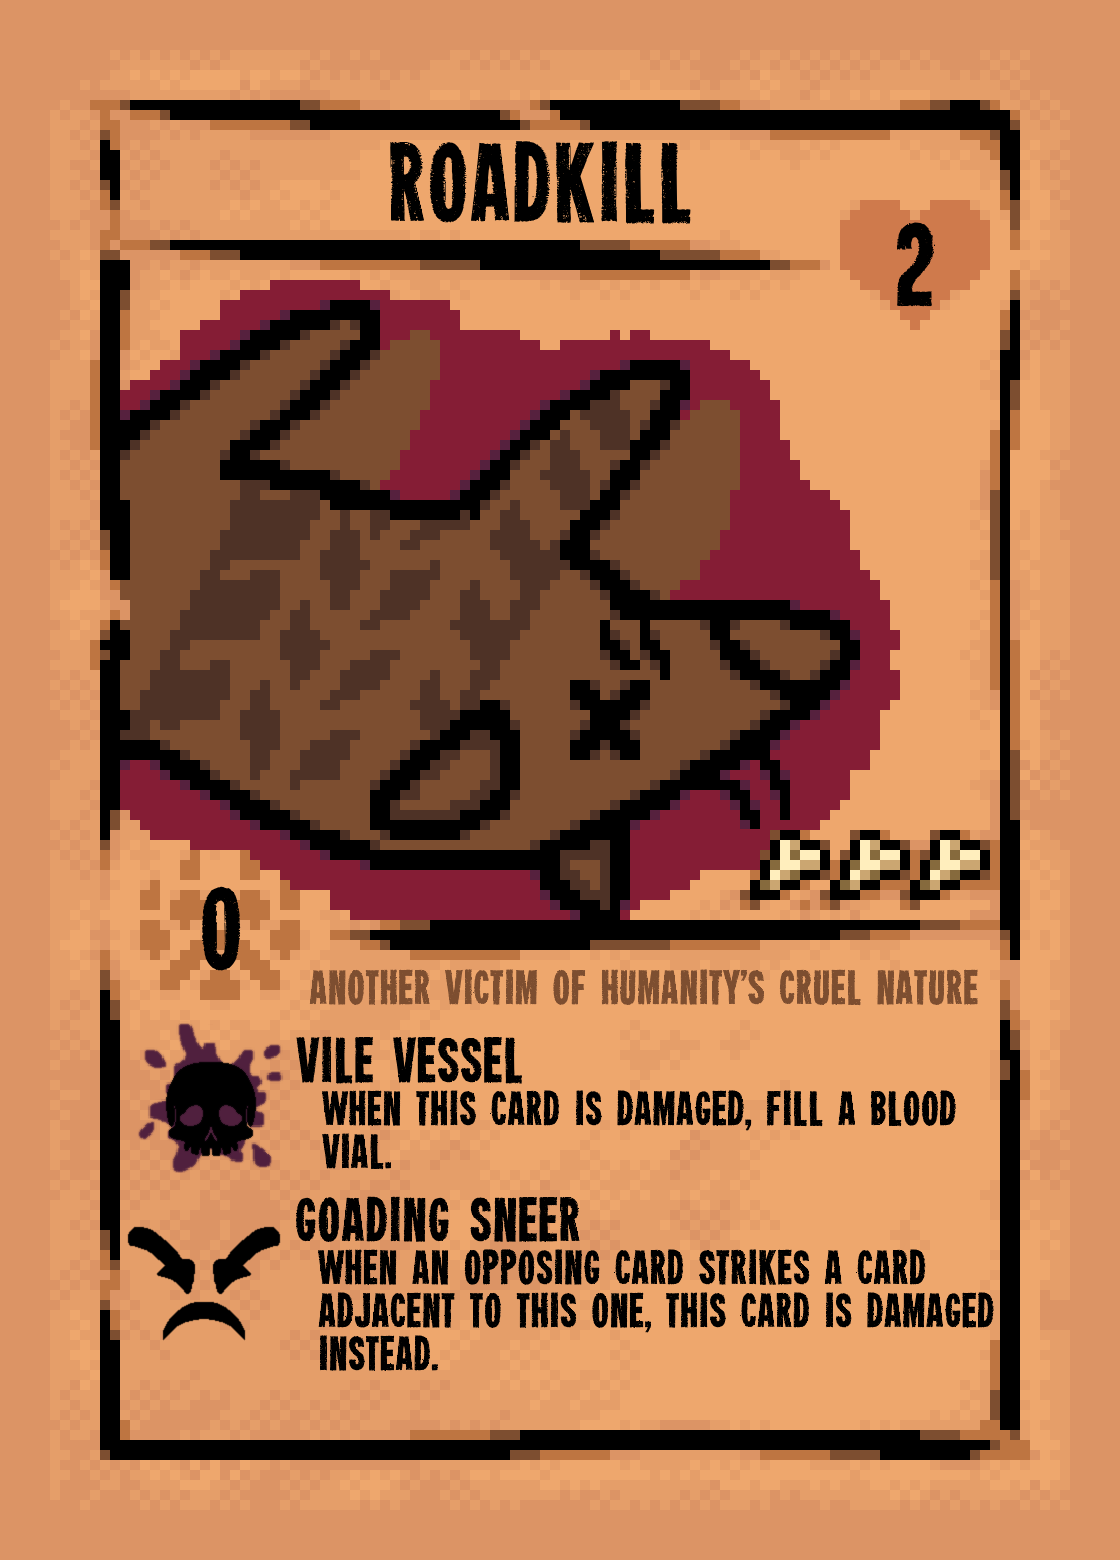 ROADKILL
2
0
ANOTHER VICTIM OF HUMANITY'S CRUEL NATURE
VILE VESSEL
WHEN THIS CARD IS DAMAGED, FILL A BLOOD
VIAL.
GOADING SNEER
WHEN AN OPPOSING CARD STRIKES A CARD
ADJACENT TO THIS ONE, THIS CARD IS DAMAGED
INSTEAD.